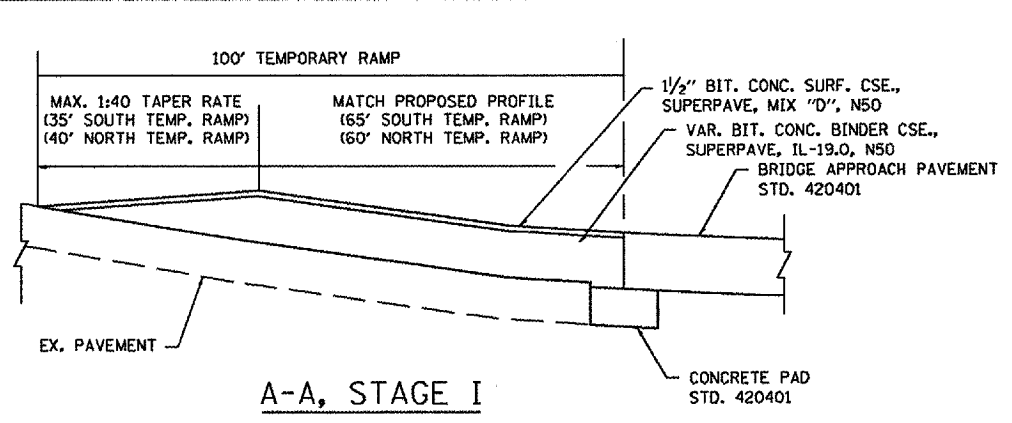 100' TEMPORARY RAMP
MAX. 1:40 TAPER RATE
(35' SOUTH TEMP. RAMP)
(40' NORTH TEMP. RAMP)
MATCH PROPOSED PROFILE
(65' SOUTH TEMP. RAMP)
(60' NORTH TEMP. RAMP)
1½" BIT. CONC. SURF. CSE.,
SUPERPAVE, MIX "D", N50
VAR. BIT. CONC. BINDER CSE.,
SUPERPAVE, IL-19.0, N50
BRIDGE APPROACH PAVEMENT
STD. 420401
EX. PAVEMENT
CONCRETE PAD
STD. 420401
A-A, STAGE I